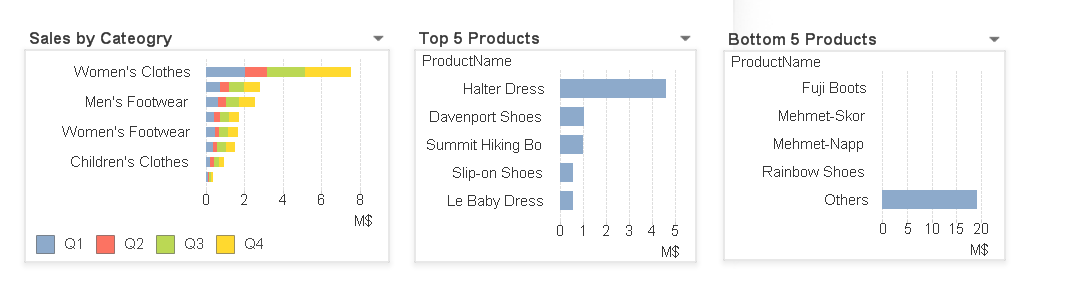 Sales by Cateogry
Women's Clothes
Men's Footwear
Women's Footwear
Children's Clothes
0 2 4 6 8
M$
Q1 Q2 Q3 Q4
Top 5 Products
ProductName
Halter Dress
Davenport Shoes
Summit Hiking Bo
Slip-on Shoes
Le Baby Dress
0 1 2 3 4 5
M$
Bottom 5 Products
ProductName
Fuji Boots
Mehmet-Skor
Mehmet-Napp
Rainbow Shoes
Others
0 5 10 15 20
M$